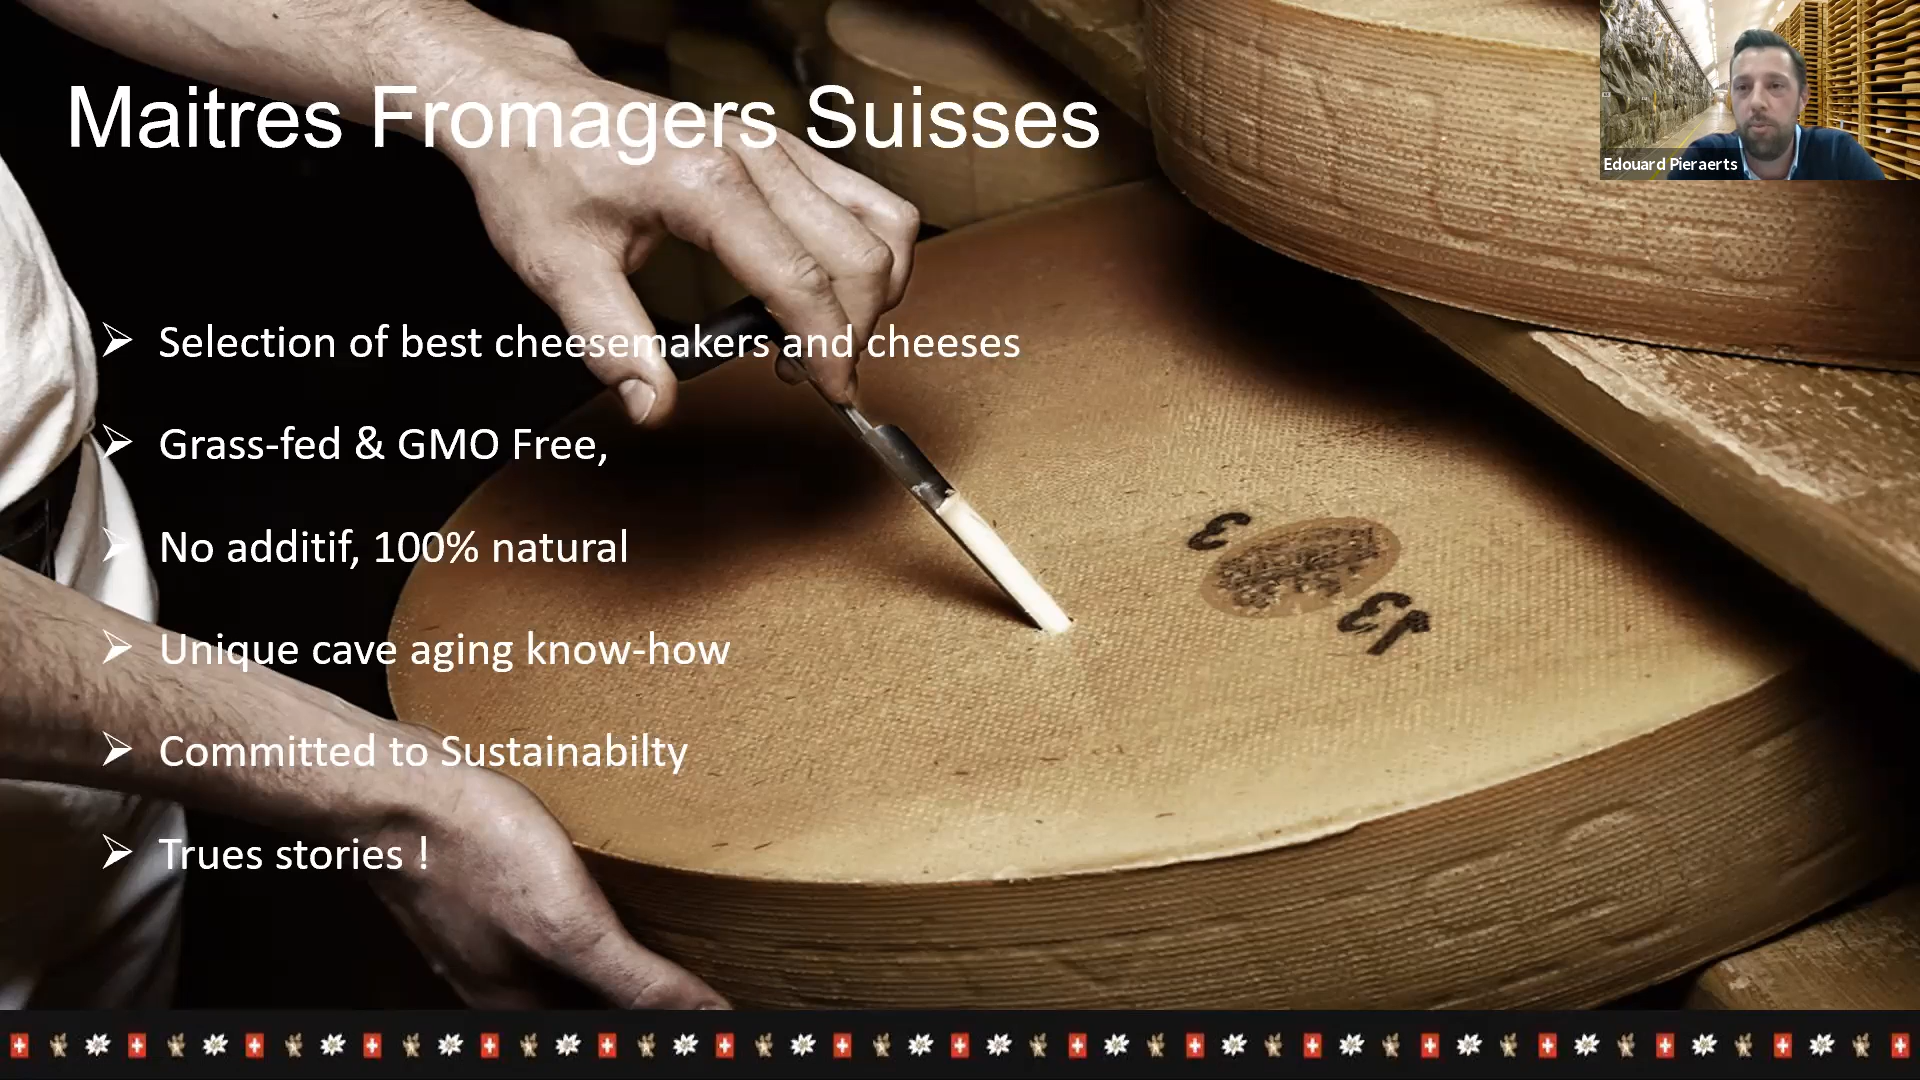 Maitres Fromagers Suisses
Edouard Pieraerts
➢ Selection of best cheesemakers and cheeses
➢ Grass-fed & GMO Free,
➢ No additif, 100% natural
➢ Unique cave aging know-how
➢ Committed to Sustainabilty
➢ Trues stories !